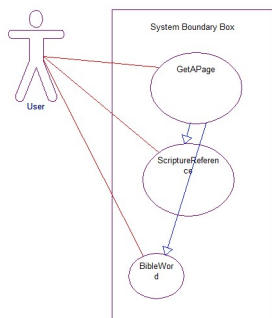 System Boundary Box
GetAPage
User
ScriptureReferen
ce
BibleWor
d